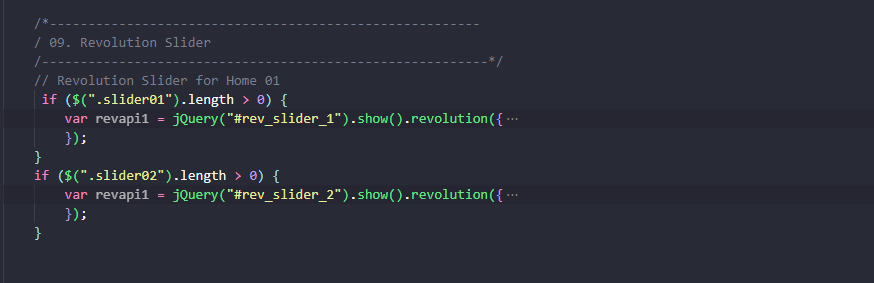 /*--------------------------------------------------------
/ 09. Revolution Slider
/----------------------------------------------------------*/
// Revolution Slider for Home 01
if ($(".slider01").length > 0) {
var revapi1 = jQuery("#rev_slider_1").show().revolution({ ···
});
}
if ($(".slider02").length > 0) {
var revapi1 = jQuery("#rev_slider_2").show().revolution({ ···
});
}